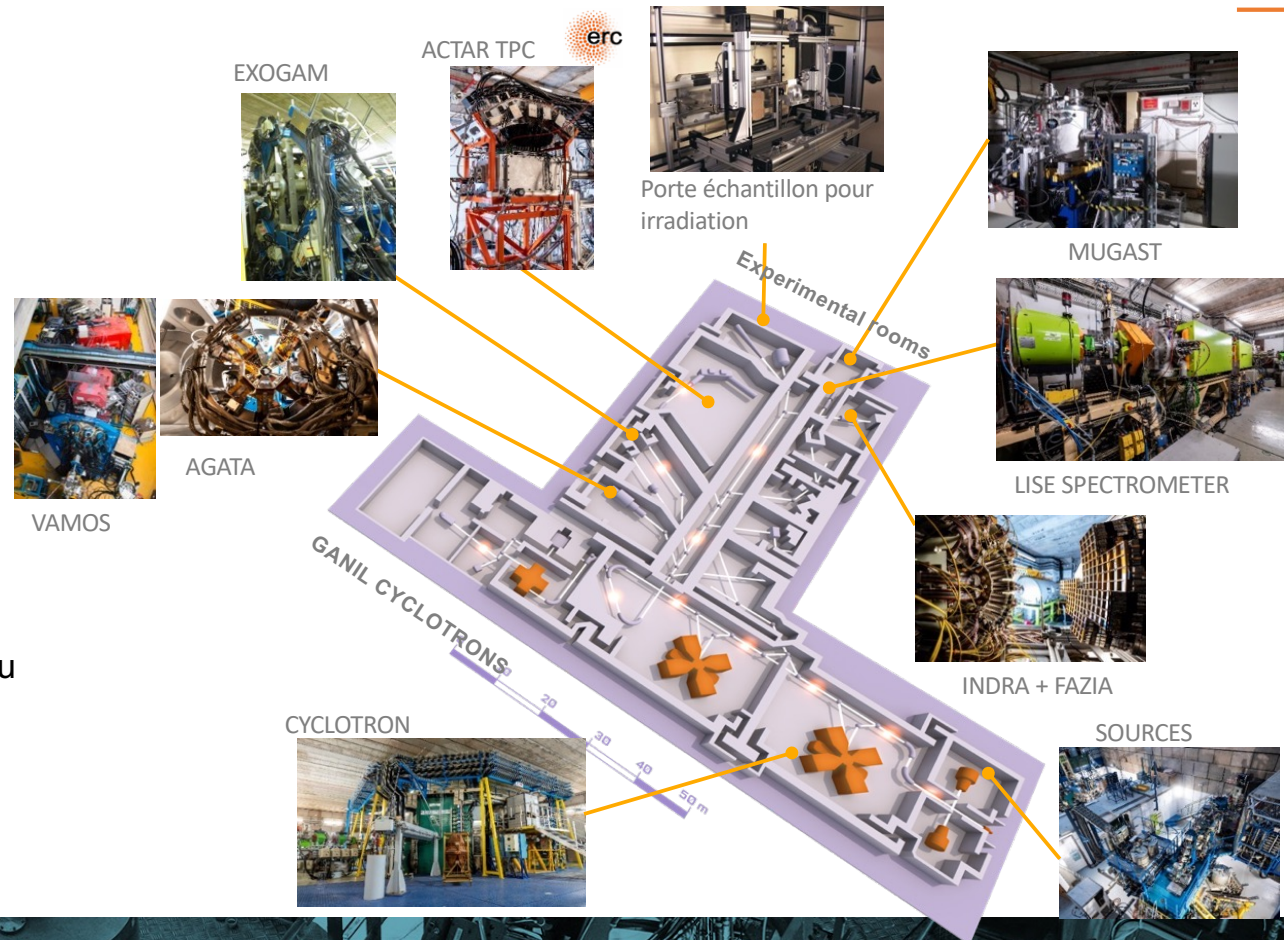 erc
ACTAR TPC
EXOGAM
Porte échantillon pour
irradiation
MUGAST
Experimental rooms
LISE SPECTROMETER
AGATA
VAMOS
GANIL CYCLOTRONS
INDRA + FAZIA
u
20
30
40
50 m
CYCLOTRON
SOURCES